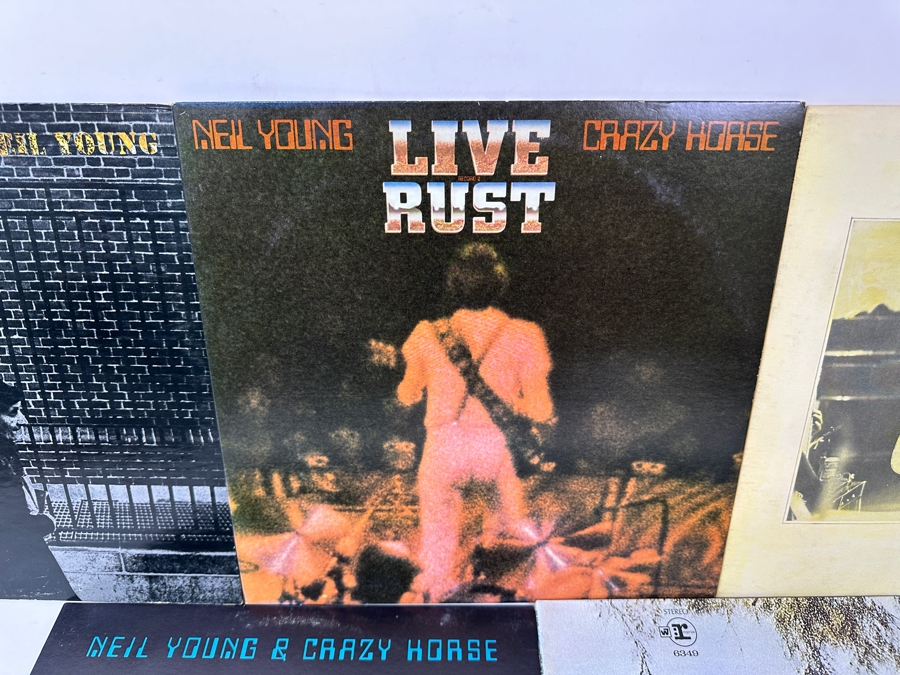 NEIL YOUNG
NEIL YOUNG
LIVE
RUST
CRAZY HORSE
NEIL YOUNG & CRAZY HORSE
STEREO
W
r
6349